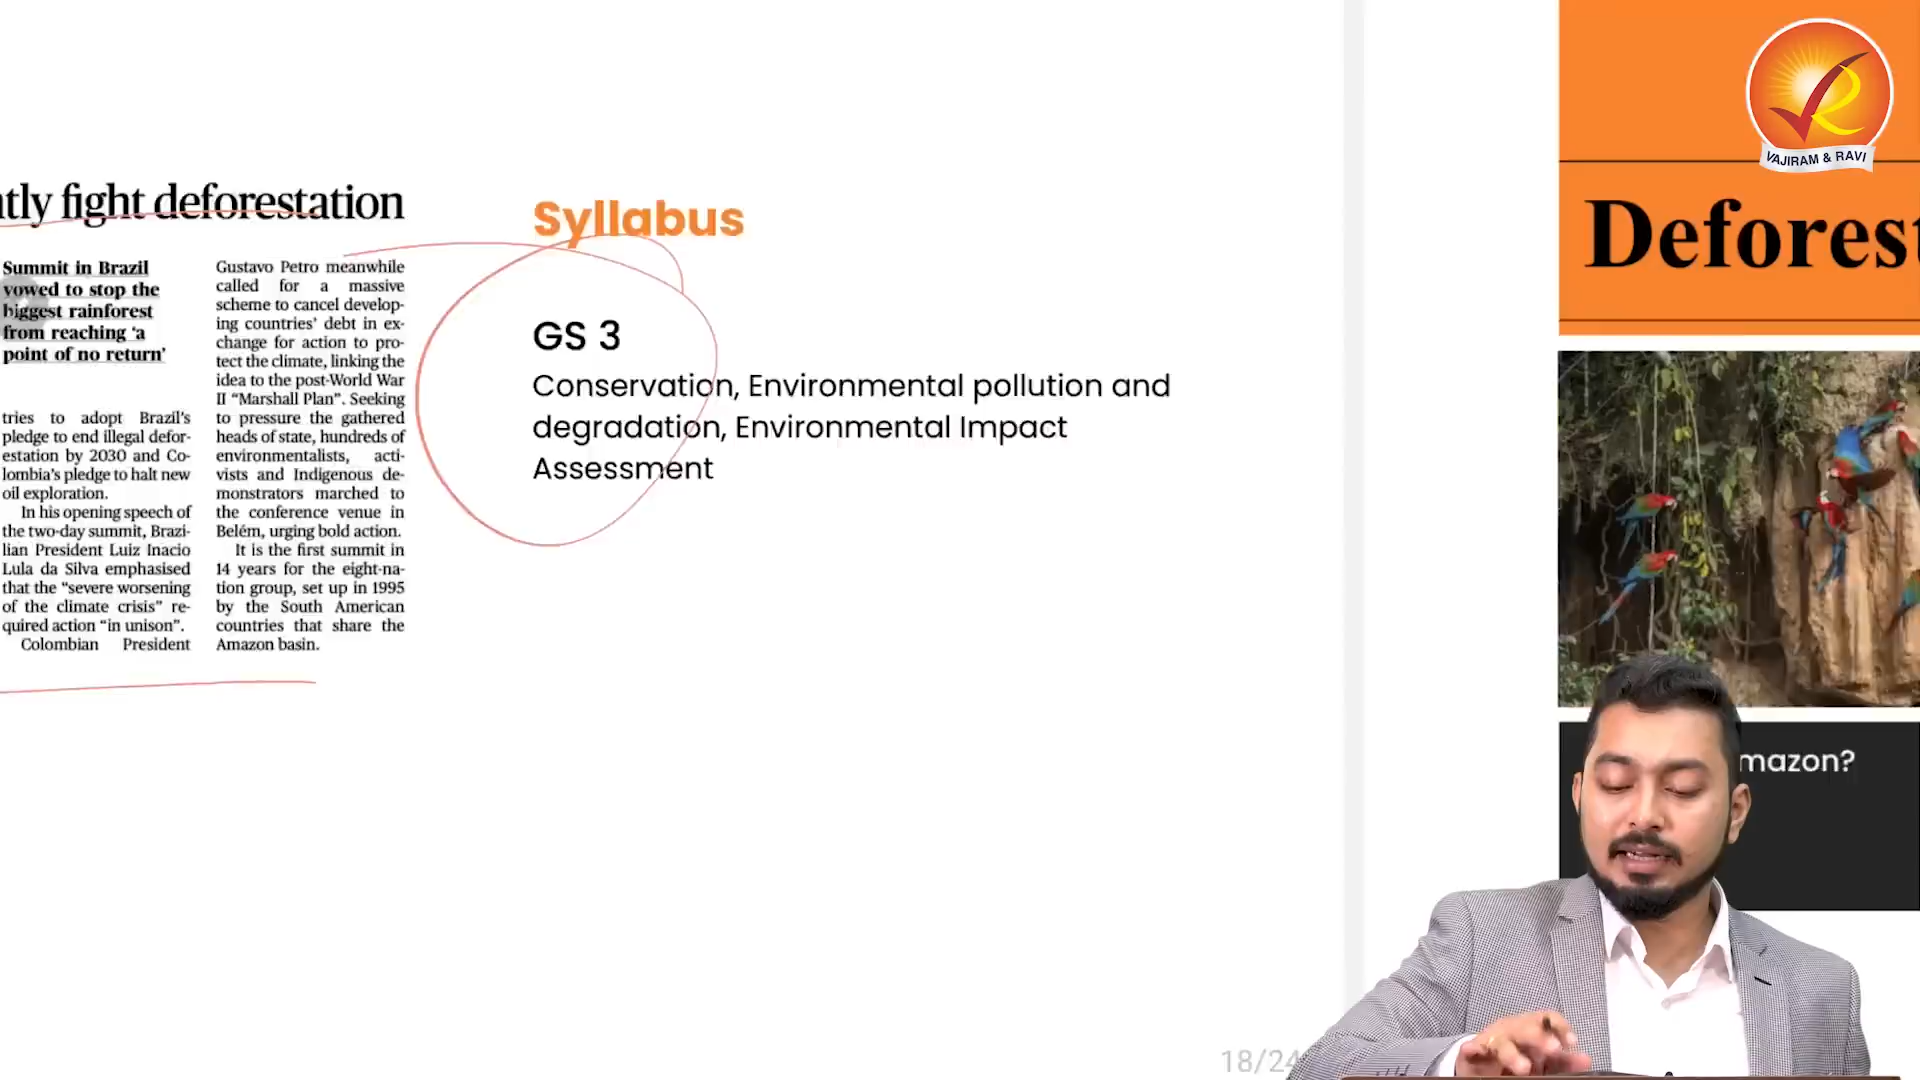 fight deforestation
Summit in Brazil
vowed to stop the
biggest rainforest
from reaching ‘a
point of no return’
tries to adopt Brazil’s
pledge to end illegal defor-
estation by 2030 and Co-
lombia’s pledge to halt new
oil exploration.
In his opening speech of
the two-day summit, Brazi-
lian President Luiz Inacio
Lula da Silva emphasised
that the “severe worsening
of the climate crisis” re-
quired action “in unison”.
Colombian President
Gustavo Petro meanwhile
called for a massive
scheme to cancel develop-
ing countries’ debt in ex-
change for action to pro-
tect the climate, linking the
idea to the post-World War
II “Marshall Plan”. Seeking
to pressure the gathered
heads of state, hundreds of
environmentalists, acti-
vists and Indigenous de-
monstrators marched to
the conference venue in
Belém, urging bold action.
It is the first summit in
14 years for the eight-na-
tion group, set up in 1995
by the South American
countries that share the
Amazon basin.
Syllabus
GS 3
Conservation, Environmental pollution and
degradation, Environmental Impact
Assessment
18/24
VAJIRAM & RAVI
Defores
mazon?